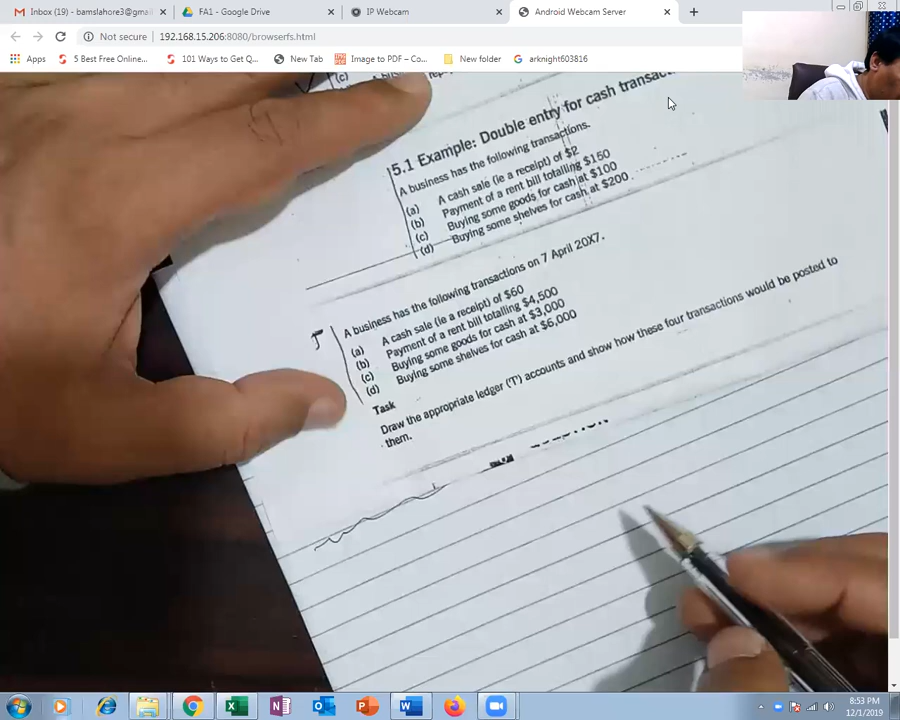 Inbox (19) - bamslahore3@gmai
FA1 - Google Drive
IP Webcam
Android Webcam Server
Not secure
192.168.15.206:8080/browserfs.html
Apps
5 Best Free Onlin...
101 Ways to Get Q...
New Tab
Image to PDF – Co...
New folder
arknight603816
(c)
5.1 Example: Double entry for cash transact
A business has the following transactions.
(a) A cash sale (ie a receipt) of $2
(b) Payment of a rent bill totalling $150
(c) Buying some goods for cash at $100
(d) Buying some shelves for cash at $200
A business has the following transactions on 7 April 20X7.
(a) A cash sale (ie a receipt) of $60
(b) Payment of a rent bill totalling $4,500
(c) Buying some goods for cash at $3,000
(d) Buying some shelves for cash at $6,000
Task
Draw the appropriate ledger ('T') accounts and show how these four transactions would be posted to
them.
8:53 PM
12/1/2019